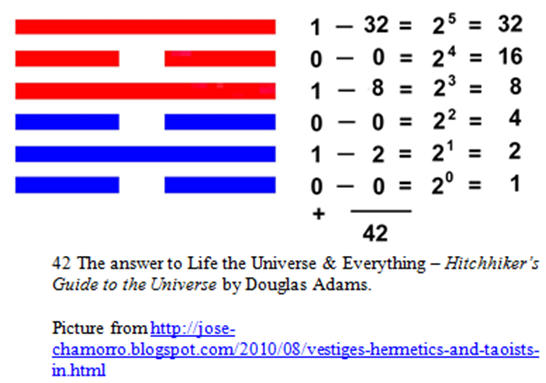 1 — 32 = 2⁵ = 32
0 — 0 = 2⁴ = 16
1 — 8 = 2³ = 8
0 — 0 = 2² = 4
1 — 2 = 2¹ = 2
0 — 0 = 2⁰ = 1
+
42
42 The answer to Life the Universe & Everything – Hitchhiker's
Guide to the Universe by Douglas Adams.
Picture from http://jose-
chamorro.blogspot.com/2010/08/vestiges-hermetics-and-taoists-
in.html